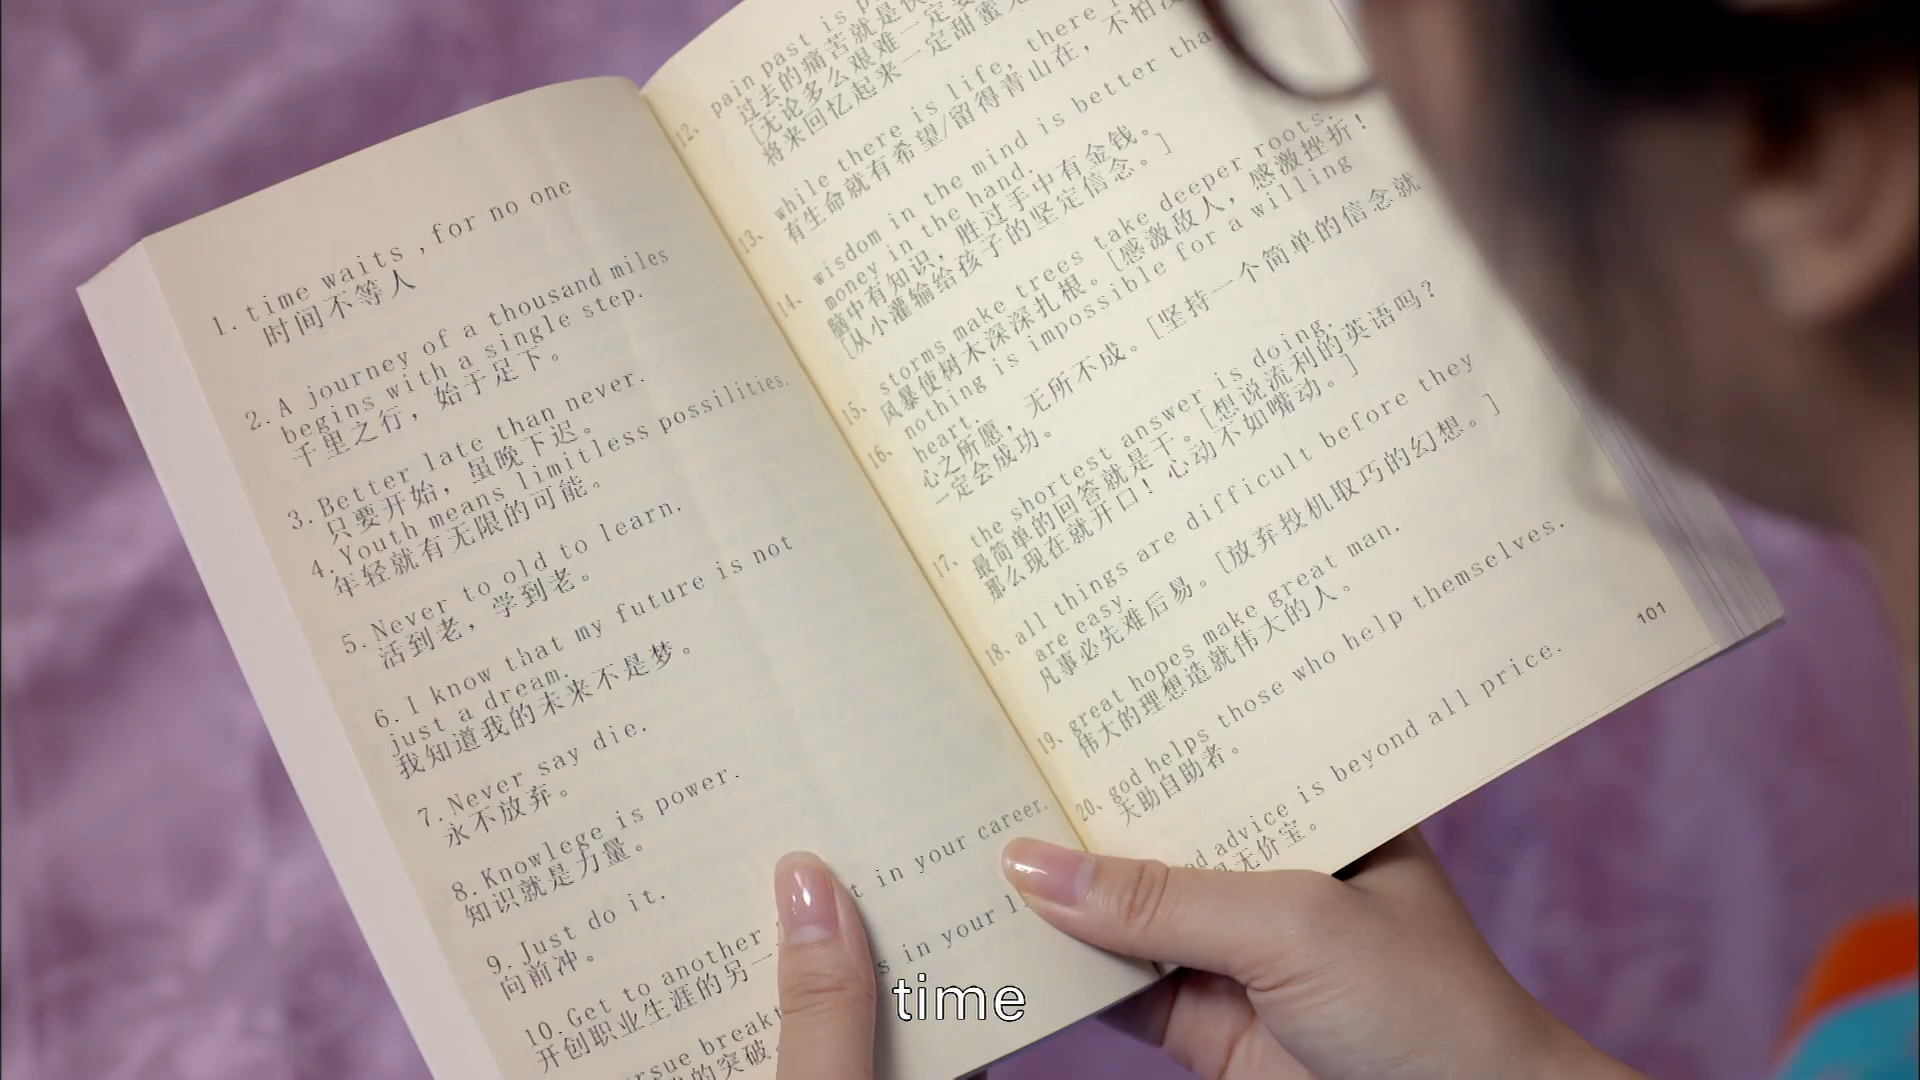 1.time waits ,for no one
时间不等人
2.A journey of a thousand miles
begins with a single step.
千里之行，始于足下。
3.Better late than never.
只要开始，虽晚下迟。
4.Youth means limitless possilities.
年轻就有无限的可能。
5.Never to old to learn.
活到老，学到老。
6.I know that my future is not
just a dream.
我知道我的未来不是梦。
7.Never say die.
永不放弃。
8.Knowlege is power.
知识就是力量。
9.Just do it.
向前冲。
10.Get to another in your career.
开创职业生涯的另一
breakt in your
的突破。
12、pain past is
过去的痛苦就是
[无论多么艰难一定要
将来回忆起来一定甜蜜
13、while there is life, there
有生命就有希望/留得青山在，不怕
14、wisdom in the mind is better than
money in the hand.
脑中有知识，胜过手中有金钱。
[从小灌输给孩子的坚定信念。]
15、storms make trees take deeper roots.
风暴使树木深深扎根。[感激敌人，感激挫折！
16、nothing is impossible for a willing
heart.
心之所愿，无所不成。[坚持一个简单的信念就
一定会成功。
17、the shortest answer is doing.
最简单的回答就是干。[想说流利的英语吗？
那么现在就开口！心动不如嘴动。]
18、all things are difficult before they
are easy.
凡事必先难后易。[放弃投机取巧的幻想。]
19、great hopes make great man.
伟大的理想造就伟大的人。
20、god helps those who help themselves.
天助自助者。
advice is beyond all price.
无价宝。
101
time